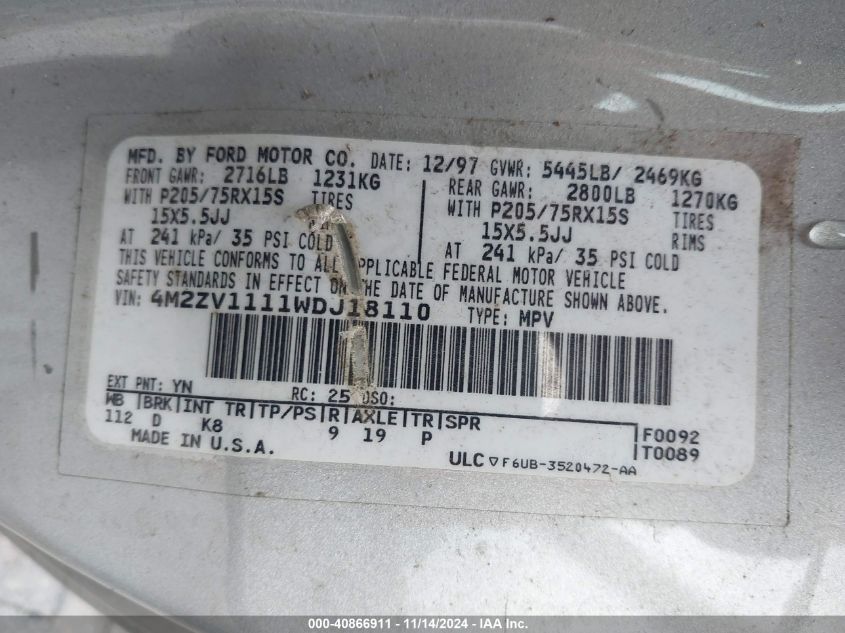 MFD. BY FORD MOTOR CO. DATE: 12/97 GVWR: 5445LB/ 2469KG
FRONT GAWR: 2716LB 1231KG
WITH P205/75RX15S TIRES
15X5.5JJ
AT 241 kPa/ 35 PSI COLD
REAR GAWR: 2800LB 1270KG
WITH P205/75RX15S TIRES
15X5.5JJ RIMS
AT 241 kPa/ 35 PSI COLD
THIS VEHICLE CONFORMS TO ALL APPLICABLE FEDERAL MOTOR VEHICLE
SAFETY STANDARDS IN EFFECT ON THE DATE OF MANUFACTURE SHOWN ABOVE.
VIN: 4M2ZV1111WDJ18110 TYPE: MPV
EXT PNT: YN RC: 25 DSO:
WB |BRK|INT TR|TP/PS|R|AXLE|TR|SPR
112 D K8 9 19 P
F0092
T0089
MADE IN U.S.A.
ULC ▽ F6UB-3520472-AA
000-40866911 - 11/14/2024 - IAA Inc.